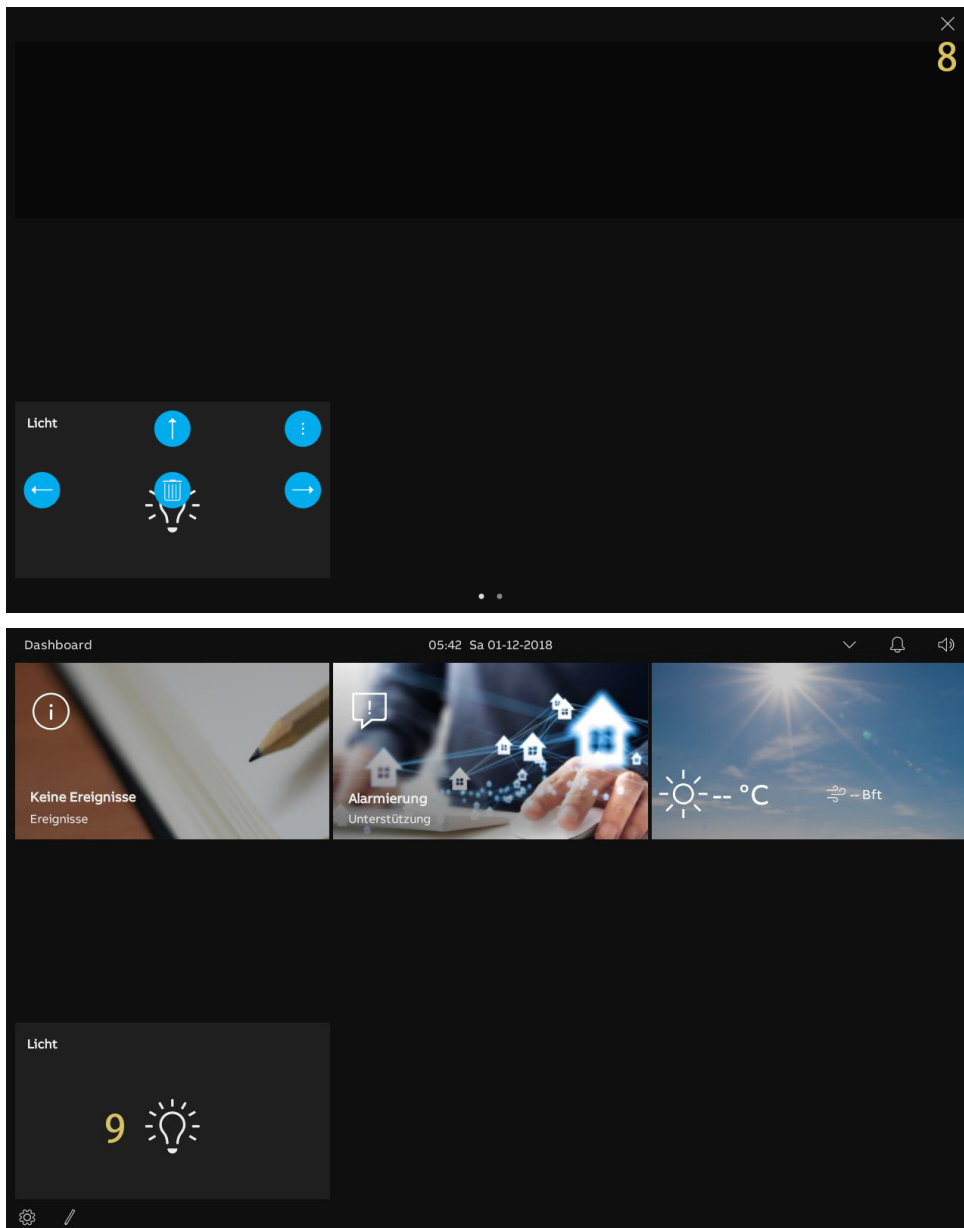 8
Licht
Dashboard 05:42 Sa 01-12-2018
Keine Ereignisse
Ereignisse
Alarmierung
Unterstützung
-- °C -- Bft
Licht
9